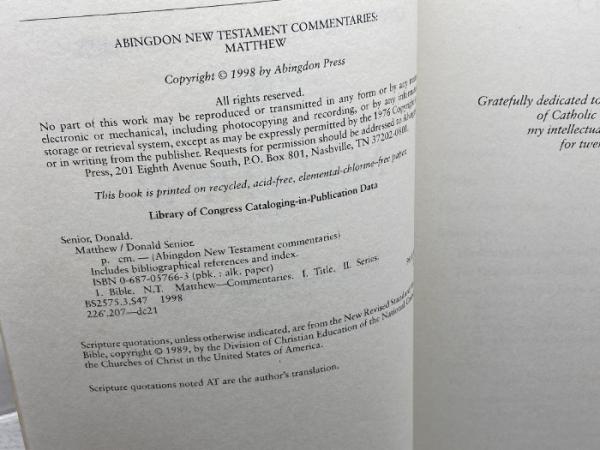 ABINGDON NEW TESTAMENT COMMENTARIES:
MATTHEW
Copyright © 1998 by Abingdon Press
All rights reserved.
No part of this work may be reproduced or transmitted in any form or by any
electronic or mechanical, including photocopying and recording, or by any
storage or retrieval system, except as may be expressly permitted by the 1976 Copyright
or in writing from the publisher. Requests for permission should be addressed to
Press, 201 Eighth Avenue South, P.O. Box 801, Nashville, TN 37202-0801.
This book is printed on recycled, acid-free, elemental-chlorine-free paper.
Library of Congress Cataloging-in-Publication Data
Senior, Donald.
Matthew / Donald Senior.
p. cm. — (Abingdon New Testament commentaries)
Includes bibliographical references and index.
ISBN 0-687-05766-3 (pbk. : alk. paper)
1. Bible. N.T. Matthew—Commentaries. I. Title. II. Series.
BS2575.3.S47 1998
226'.207—dc21
Scripture quotations, unless otherwise indicated, are from the New Revised Standard
Bible, copyright © 1989, by the Division of Christian Education of the National
the Churches of Christ in the United States of America.
Scripture quotations noted AT are the author's translation.
Gratefully dedicated to
of Catholic
my intellectua
for twen